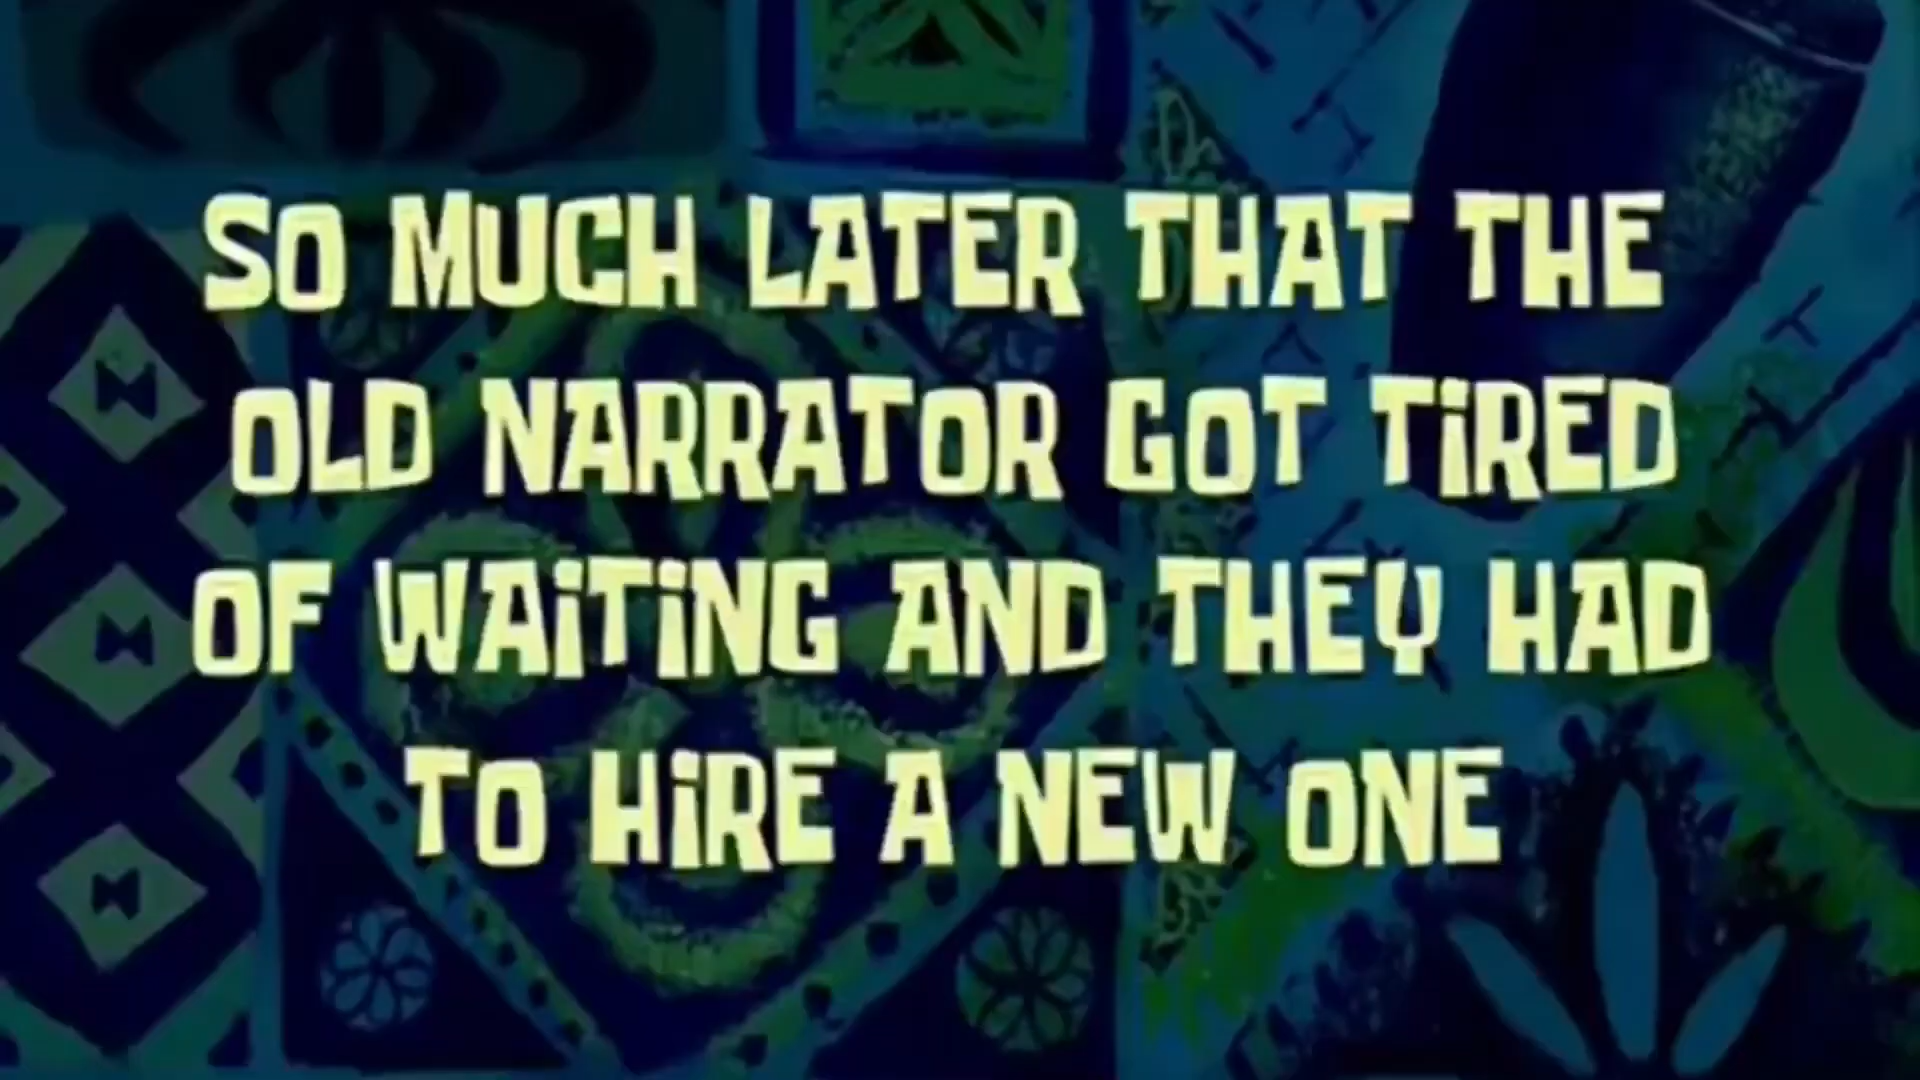 SO MUCH LATER THAT THE
OLD NARRATOR GOT TiRED
OF WAiTiNG AND THEY HAD
TO HiRE A NEW ONE